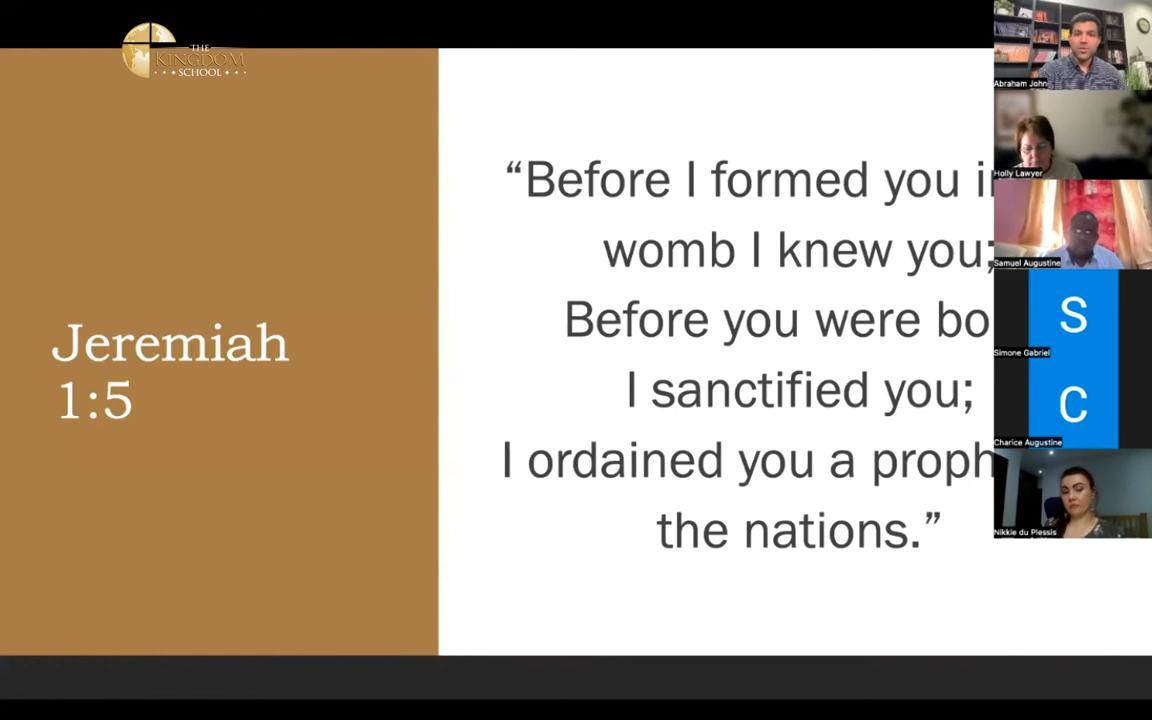 THE
KINGDOM
SCHOOL
Jeremiah
1:5
“Before I formed you i
womb I knew you;
Before you were bo
I sanctified you;
I ordained you a proph
the nations.”
Abraham John
Holly Lawyer
Samuel Augustine
S
Simone Gabriel
C
Charice Augustine
Nikkie du Plessis